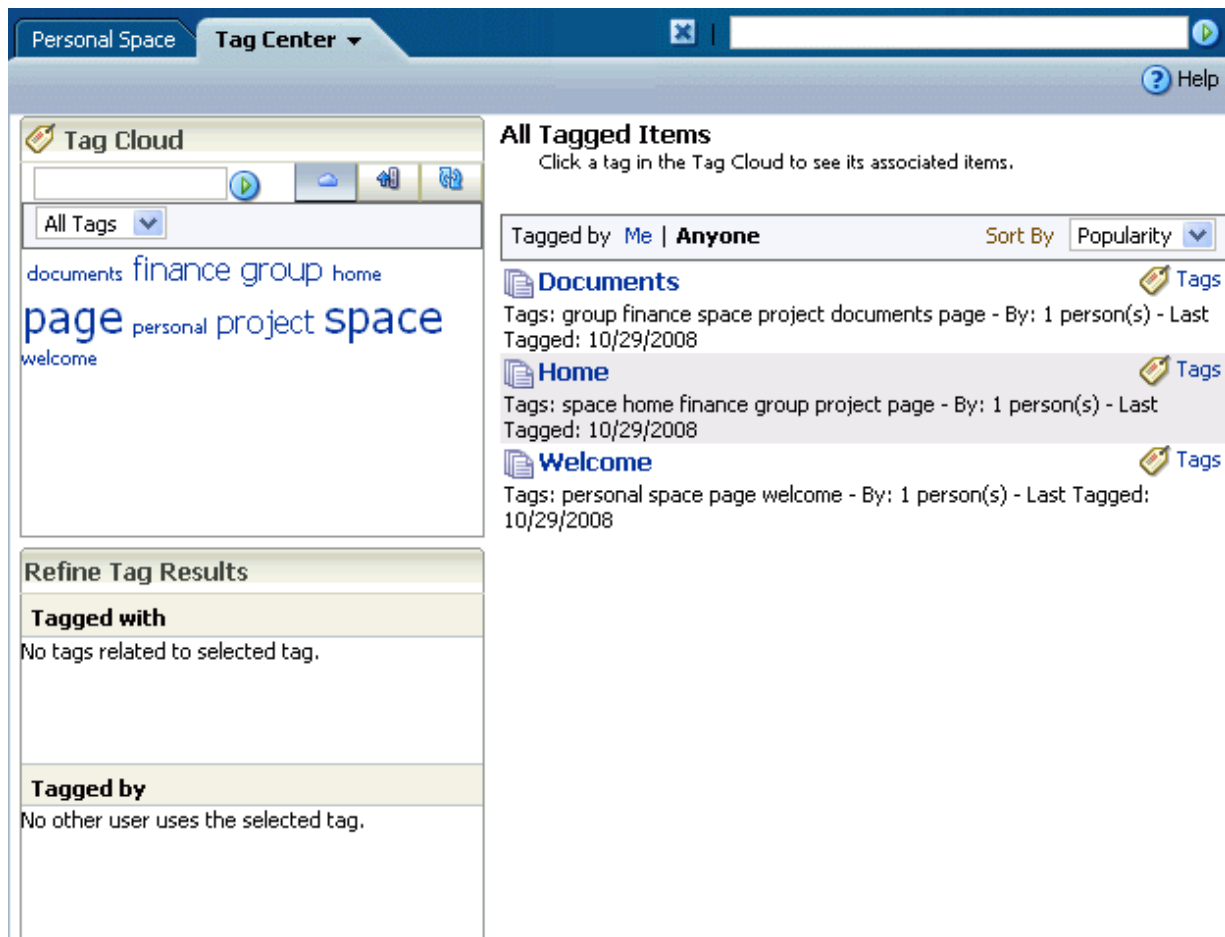 Personal Space Tag Center
Help
Tag Cloud
All Tags
documents finance group home
page personal project space
welcome
Refine Tag Results
Tagged with
No tags related to selected tag.
Tagged by
No other user uses the selected tag.
All Tagged Items
Click a tag in the Tag Cloud to see its associated items.
Tagged by Me | Anyone Sort By Popularity
Documents Tags
Tags: group finance space project documents page - By: 1 person(s) - Last
Tagged: 10/29/2008
Home Tags
Tags: space home finance group project page - By: 1 person(s) - Last
Tagged: 10/29/2008
Welcome Tags
Tags: personal space page welcome - By: 1 person(s) - Last Tagged:
10/29/2008